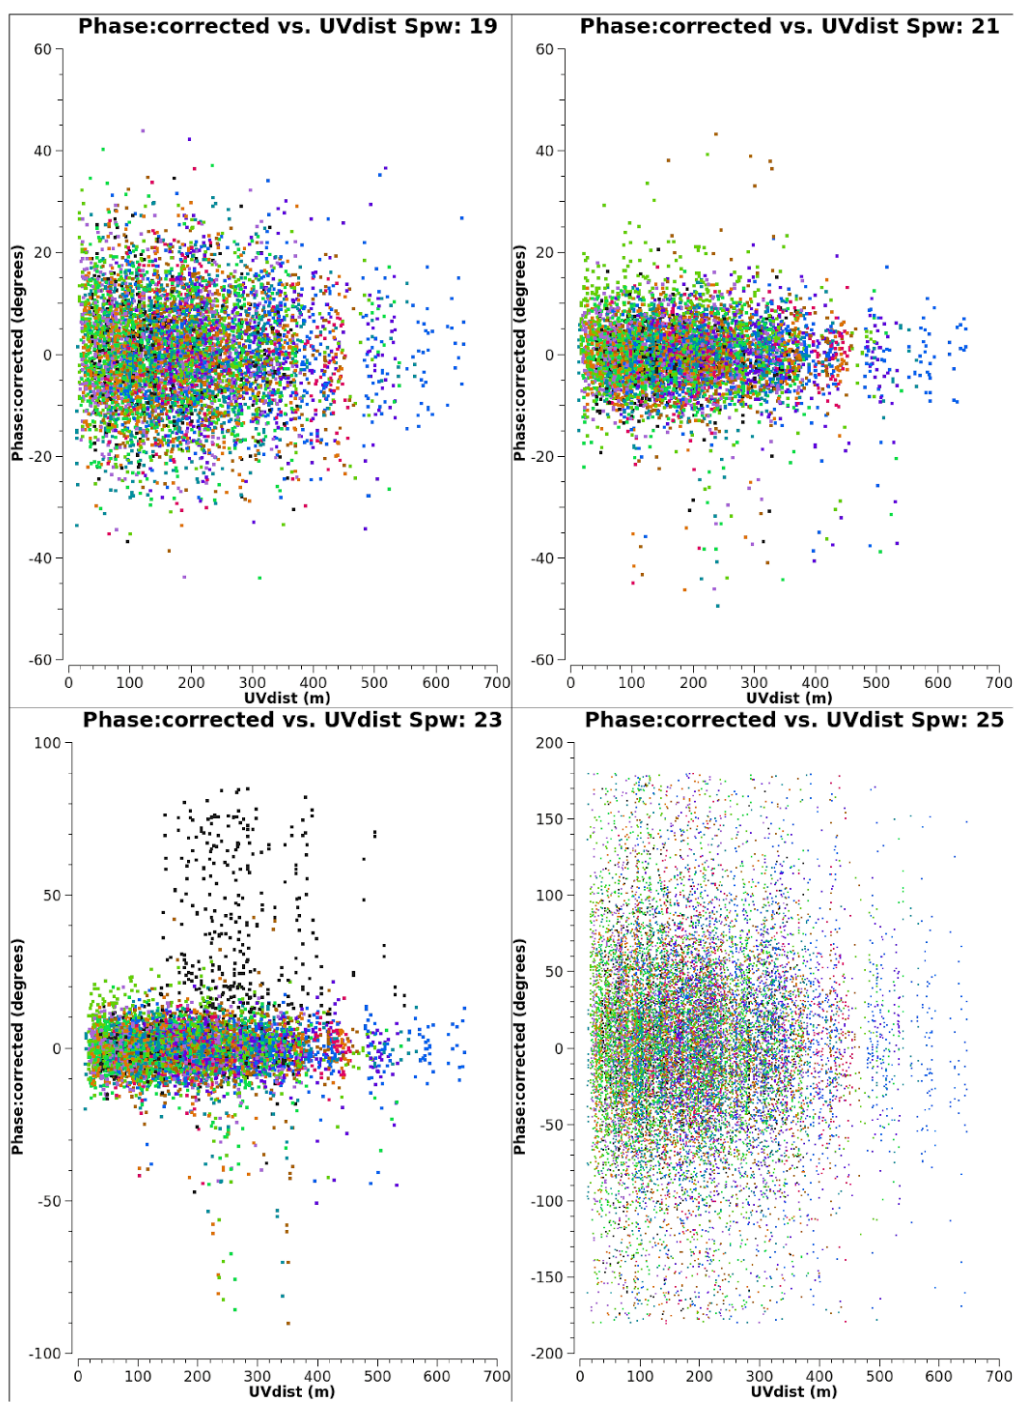 Phase:corrected vs. UVdist Spw: 19
60
40
20
0
-20
-40
-60
Phase:corrected (degrees)
0 100 200 300 400 500 600 700
UVdist (m)
Phase:corrected vs. UVdist Spw: 21
60
40
20
0
-20
-40
-60
Phase:corrected (degrees)
0 100 200 300 400 500 600 700
UVdist (m)
Phase:corrected vs. UVdist Spw: 23
100
50
0
-50
-100
Phase:corrected (degrees)
0 100 200 300 400 500 600 700
UVdist (m)
Phase:corrected vs. UVdist Spw: 25
200
150
100
50
0
-50
-100
-150
-200
Phase:corrected (degrees)
0 100 200 300 400 500 600 700
UVdist (m)